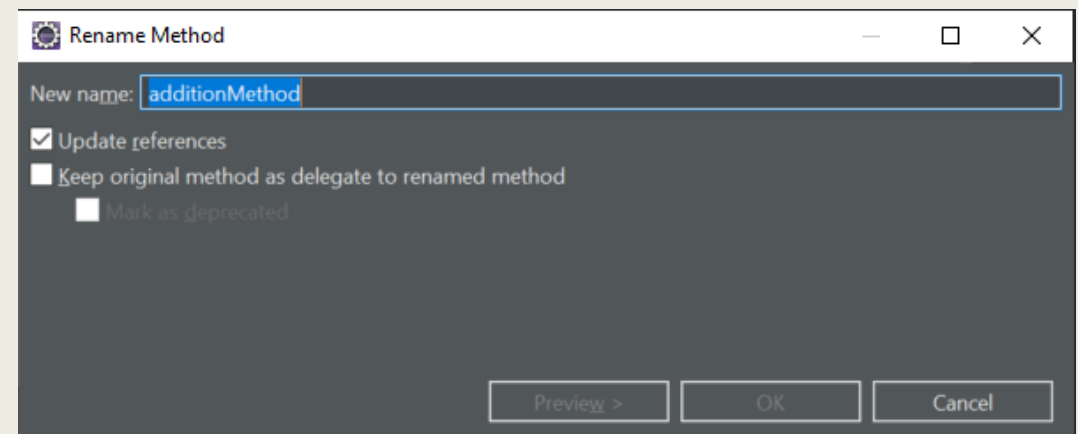 Rename Method
New name: additionMethod
Update references
Keep original method as delegate to renamed method
Mark as deprecated
Preview > OK Cancel